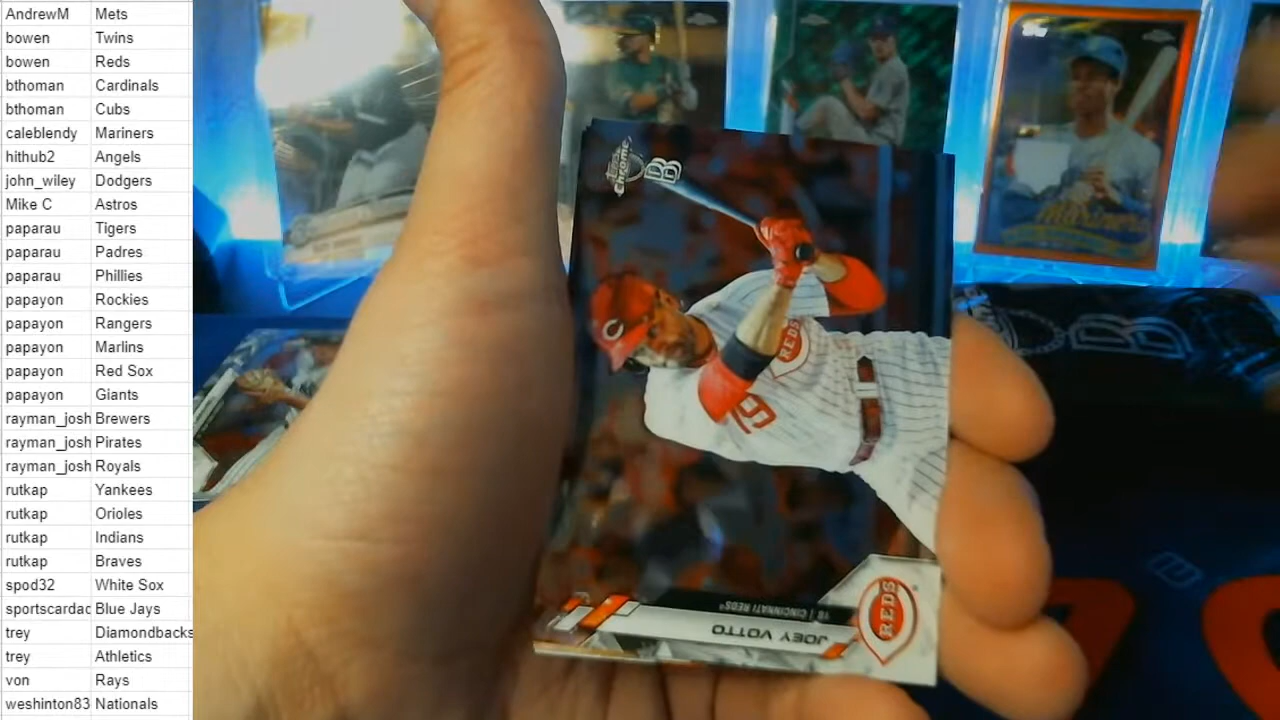 AndrewM Mets
bowen Twins
bowen Reds
bthoman Cardinals
bthoman Cubs
caleblendy Mariners
hithub2 Angels
john_wiley Dodgers
Mike C Astros
paparau Tigers
paparau Padres
paparau Phillies
papayon Rockies
papayon Rangers
papayon Marlins
papayon Red Sox
papayon Giants
rayman_josh Brewers
rayman_josh Pirates
rayman_josh Royals
rutkap Yankees
rutkap Orioles
rutkap Indians
rutkap Braves
spod32 White Sox
sportscardac Blue Jays
trey Diamondbacks
trey Athletics
von Rays
weshinton83 Nationals
Topps
Chrome
REDS
19
REDS
JOEY VOTTO
1B | CINCINNATI REDS®
Mariners